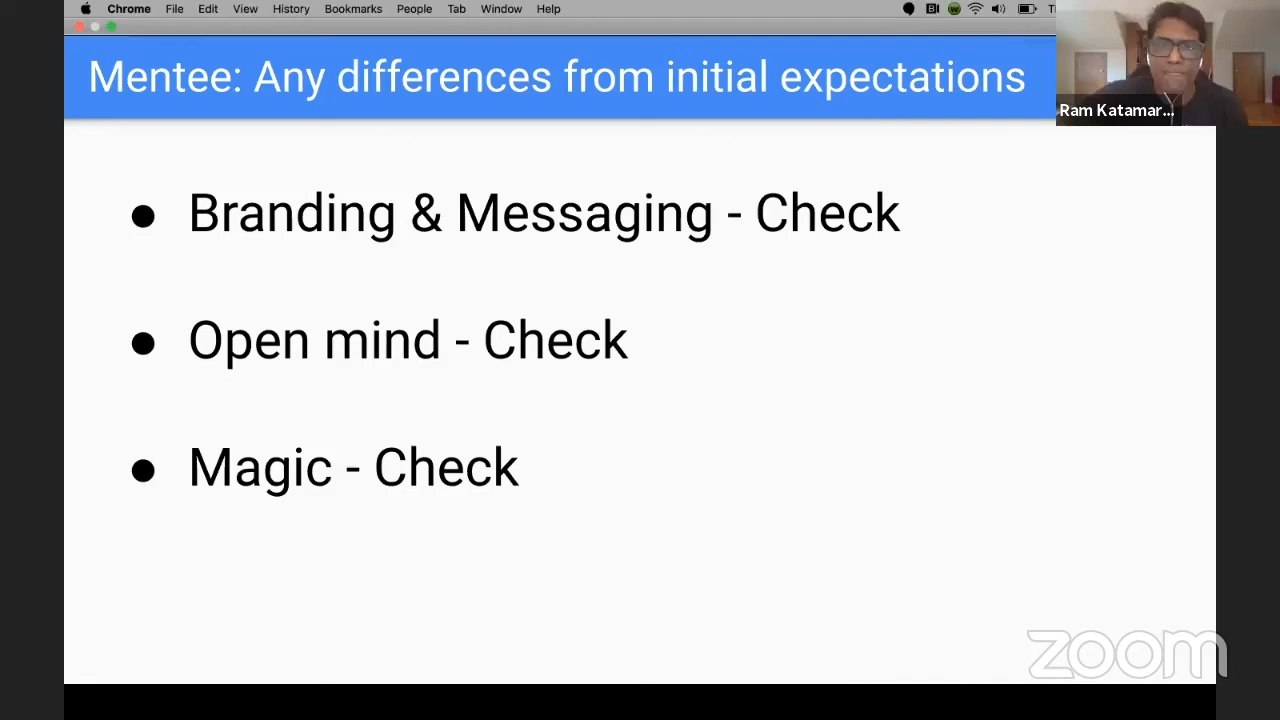 Chrome File Edit View History Bookmarks People Tab Window Help
Mentee: Any differences from initial expectations
Ram Katamar...
● Branding & Messaging - Check
● Open mind - Check
● Magic - Check
zoom